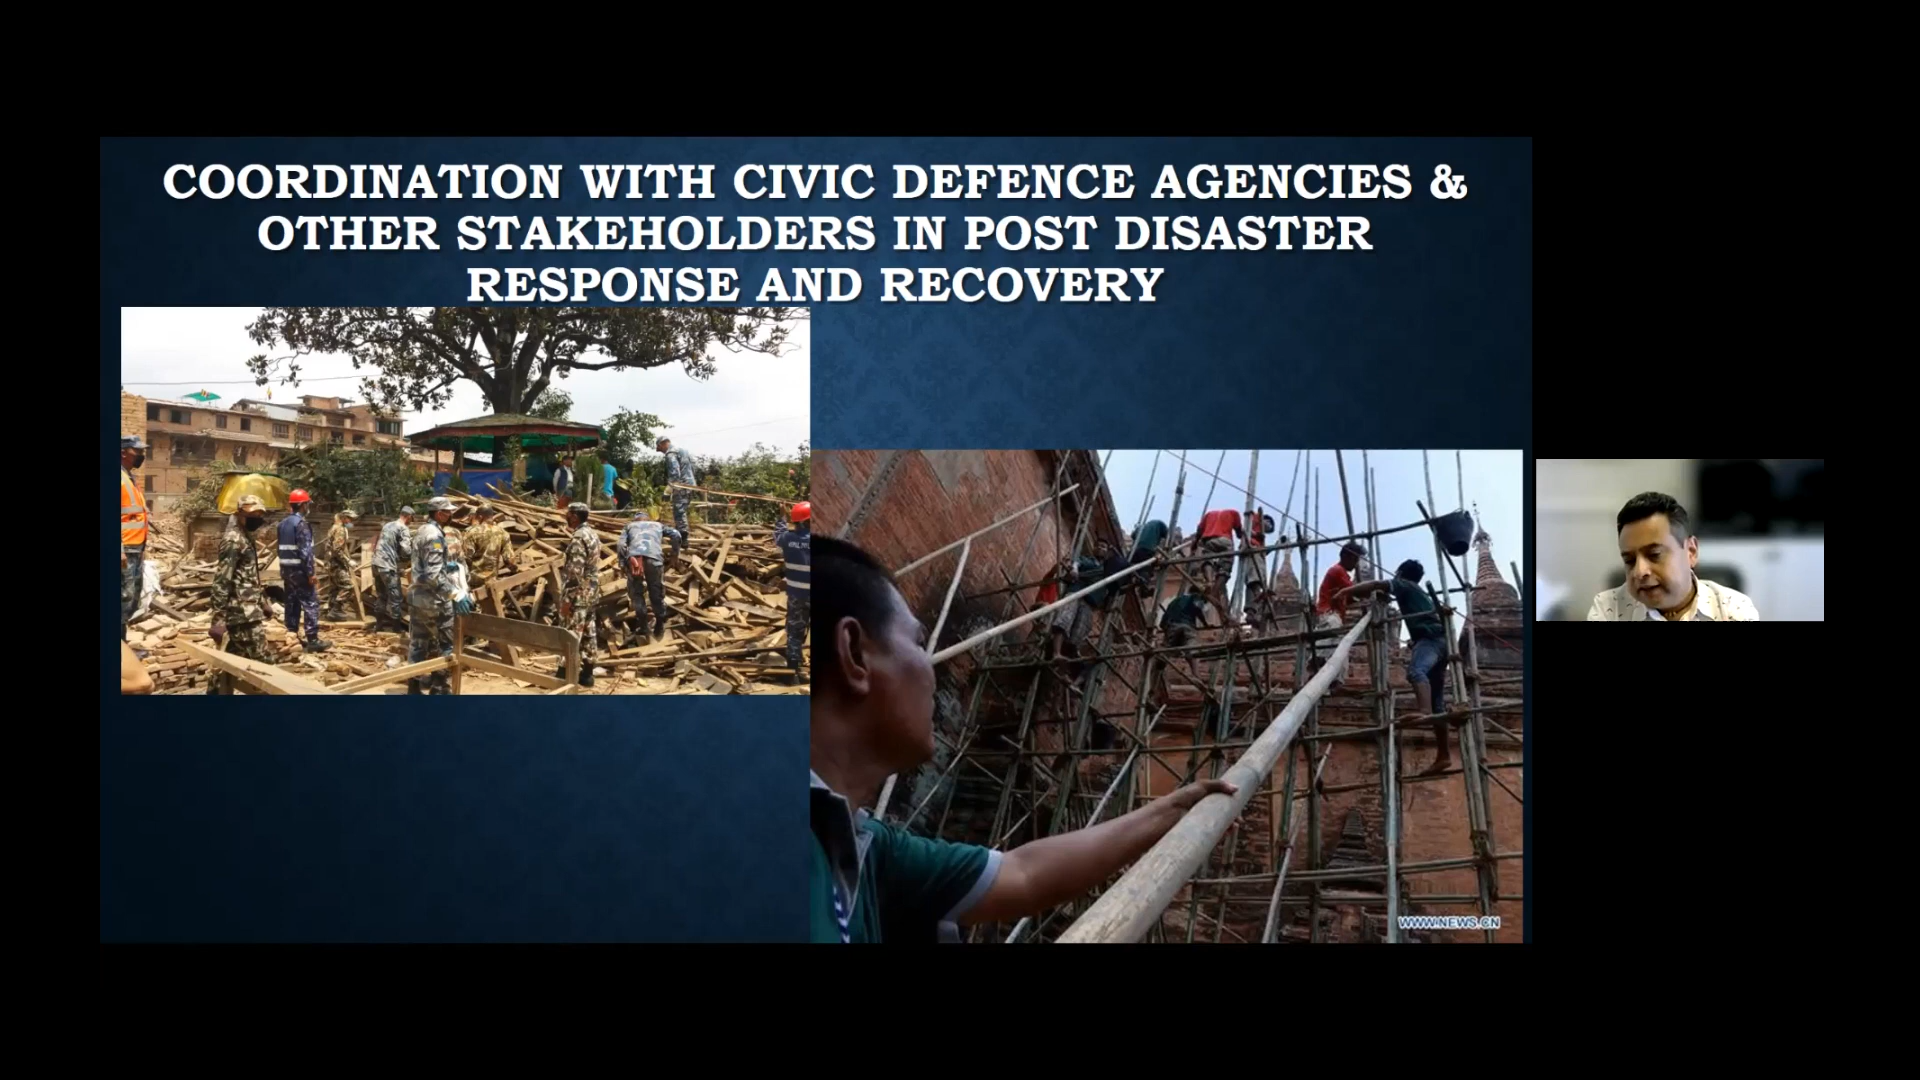 COORDINATION WITH CIVIC DEFENCE AGENCIES &
OTHER STAKEHOLDERS IN POST DISASTER
RESPONSE AND RECOVERY
WWW.NEWS.CN